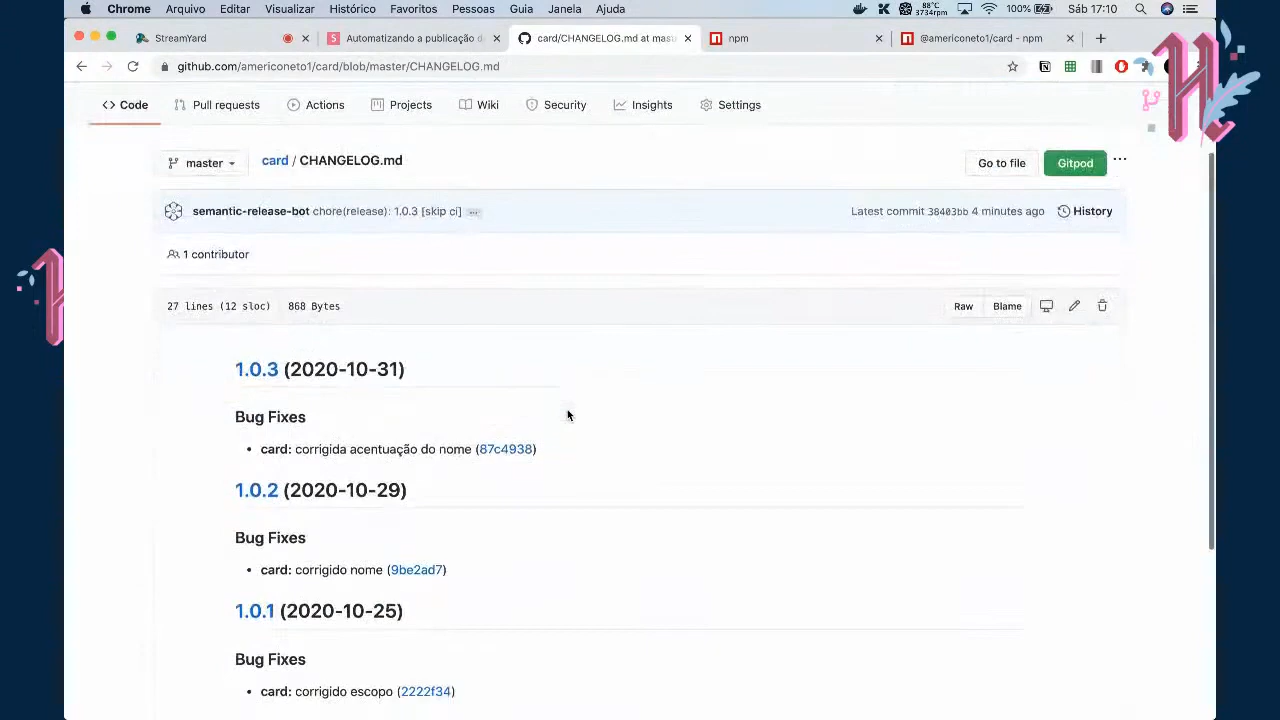 Chrome Arquivo Editar Visualizar Histórico Favoritos Pessoas Guia Janela Ajuda 88°C 3734rpm 100% Sáb 17:10
StreamYard Automatizando a publicação d card/CHANGELOG.md at mast npm @americoneto1/card - npm
github.com/americoneto1/card/blob/master/CHANGELOG.md
Code Pull requests Actions Projects Wiki Security Insights Settings
master card / CHANGELOG.md Go to file Gitpod
semantic-release-bot chore(release): 1.0.3 [skip ci] Latest commit 38403bb 4 minutes ago History
1 contributor
27 lines (12 sloc) 868 Bytes Raw Blame
1.0.3 (2020-10-31)
Bug Fixes
• card: corrigida acentuação do nome (87c4938)
1.0.2 (2020-10-29)
Bug Fixes
• card: corrigido nome (9be2ad7)
1.0.1 (2020-10-25)
Bug Fixes
• card: corrigido escopo (2222f34)